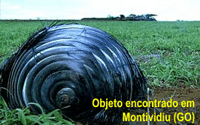 Objeto encontrado em
Montividiu (GO)